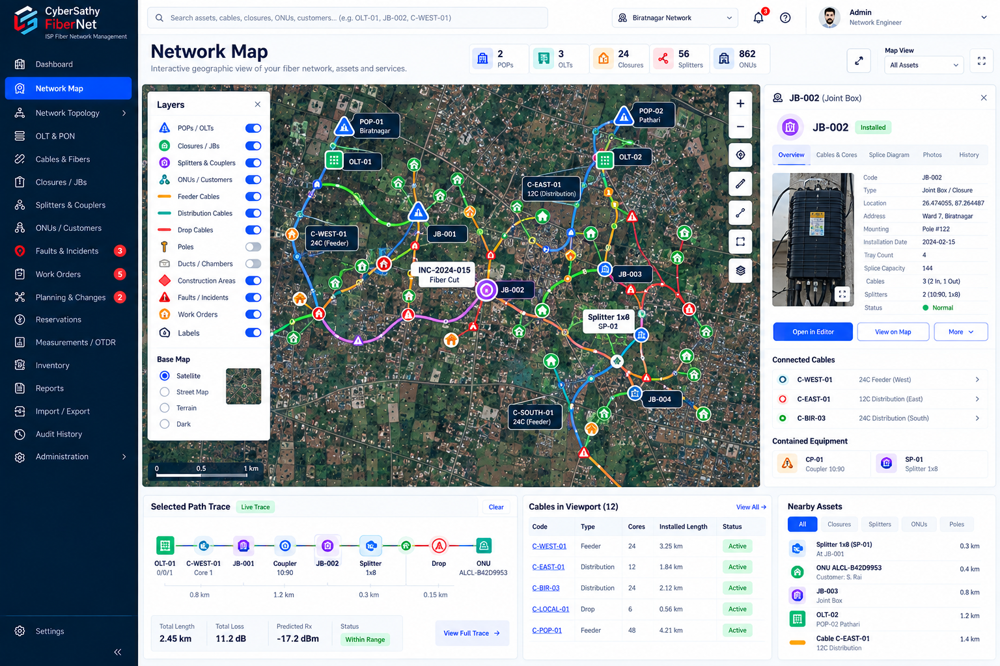 CyberSathy
FiberNet
ISP Fiber Network Management
Dashboard
Network Map
Network Topology
OLT & PON
Cables & Fibers
Closures / JBs
Splitters & Couplers
ONUs / Customers
Faults & Incidents 3
Work Orders 5
Planning & Changes 2
Reservations
Measurements / OTDR
Inventory
Reports
Import / Export
Audit History
Administration
Settings
Search assets, cables, closures, ONUs, customers... (e.g. OLT-01, JB-002, C-WEST-01)
Biratnagar Network
3
Admin
Network Engineer
Network Map
Interactive geographic view of your fiber network, assets and services.
2
POPs
3
OLTs
24
Closures
56
Splitters
862
ONUs
Map View
All Assets
Layers
POPs / OLTs
Closures / JBs
Splitters & Couplers
ONUs / Customers
Feeder Cables
Distribution Cables
Drop Cables
Poles
Ducts / Chambers
Construction Areas
Faults / Incidents
Work Orders
Labels
Base Map
Satellite
Street Map
Terrain
Dark
0 0.5 1 km
POP-01
Biratnagar
OLT-01
POP-02
Pathari
OLT-02
C-EAST-01
12C (Distribution)
C-WEST-01
24C (Feeder)
JB-001
INC-2024-015
Fiber Cut
JB-002
JB-003
Splitter 1x8
SP-02
JB-004
C-SOUTH-01
24C (Feeder)
JB-002 (Joint Box)
JB-002 Installed
Overview Cables & Cores Splice Diagram Photos History
Code JB-002
Type Joint Box / Closure
Location 26.474055, 87.264487
Address Ward 7, Biratnagar
Mounting Pole #122
Installation Date 2024-02-15
Tray Count 4
Splice Capacity 144
Cables 3 (2 In, 1 Out)
Splitters 2 (10:90, 1x8)
Status Normal
Open in Editor View on Map More
Connected Cables
C-WEST-01 24C Feeder (West)
C-EAST-01 12C Distribution (East)
C-BIR-03 24C Distribution (South)
Contained Equipment
CP-01
Coupler 10:90
SP-01
Splitter 1x8
Selected Path Trace Live Trace Clear
OLT-01 C-WEST-01 JB-001 Coupler JB-002 Splitter Drop ONU
0/0/1 Core 1 10:90 1x8 ALCL-B42D9953
0.8 km 1.2 km 0.3 km 0.15 km
Total Length Total Loss Predicted Rx Status
2.45 km 11.2 dB -17.2 dBm Within Range
View Full Trace →
Cables in Viewport (12) View All →
Code Type Cores Installed Length Status
C-WEST-01 Feeder 24 3.25 km Active
C-EAST-01 Distribution 12 1.84 km Active
C-BIR-03 Distribution 24 2.12 km Active
C-LOCAL-01 Drop 6 0.56 km Active
C-POP-01 Feeder 48 4.21 km Active
Nearby Assets
All Closures Splitters ONUs Poles
Splitter 1x8 (SP-01) 0.3 km
At JB-001
ONU ALCL-B42D9953 0.4 km
Customer: S. Rai
JB-003 0.8 km
Joint Box
OLT-02 1.2 km
POP-02 Pathari
Cable C-EAST-01 1.4 km
12C Distribution